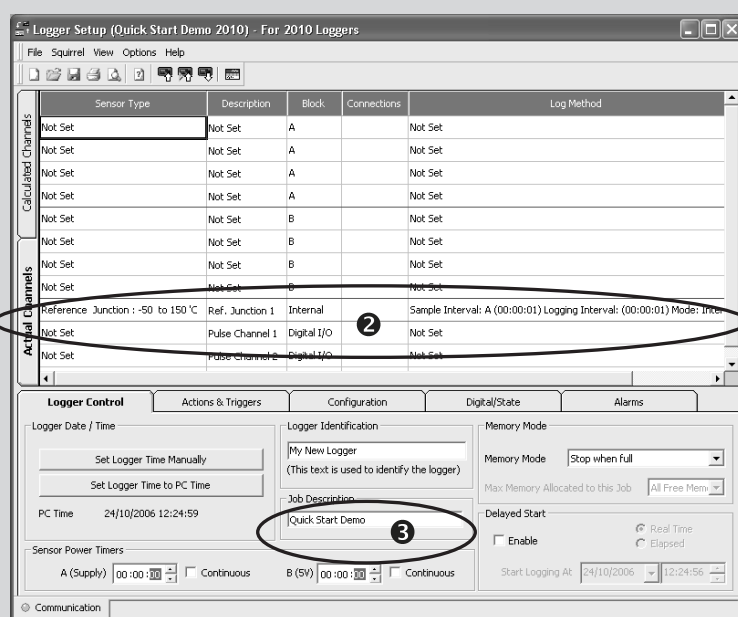 Logger Setup (Quick Start Demo 2010) - For 2010 Loggers
File Squirrel View Options Help
Sensor Type Description Block Connections Log Method
Calculated Channels
Actual Channels
Not Set Not Set A Not Set
Not Set Not Set A Not Set
Not Set Not Set A Not Set
Not Set Not Set A Not Set
Not Set Not Set B Not Set
Not Set Not Set B Not Set
Not Set Not Set B Not Set
Not Set Not Set B Not Set
Reference Junction : -50 to 150 'C Ref. Junction 1 Internal Sample Interval: A (00:00:01) Logging Interval: (00:00:01) Mode: Inter
Not Set Pulse Channel 1 Digital I/O Not Set
❷
Not Set Pulse Channel 2 Digital I/O Not Set
Logger Control Actions & Triggers Configuration Digital/State Alarms
Logger Date / Time
Set Logger Time Manually
Set Logger Time to PC Time
PC Time 24/10/2006 12:24:59
Logger Identification
My New Logger
(This text is used to identify the logger)
Job Description
Quick Start Demo
❸
Memory Mode
Memory Mode Stop when full
Max Memory Allocated to this Job All Free Mem
Delayed Start
Enable
Real Time
Elapsed
Start Logging At 24/10/2006 12:24:56
Sensor Power Timers
A (Supply) 00:00:00 Continuous B (5V) 00:00:00 Continuous
Communication